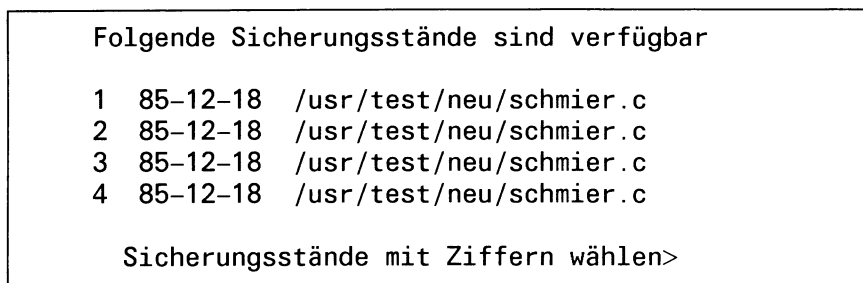 Folgende Sicherungsstände sind verfügbar
1 85–12–18 /usr/test/neu/schmier.c
2 85–12–18 /usr/test/neu/schmier.c
3 85–12–18 /usr/test/neu/schmier.c
4 85–12–18 /usr/test/neu/schmier.c
Sicherungsstände mit Ziffern wählen>